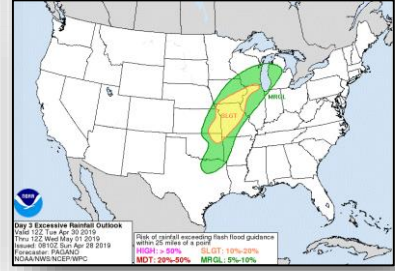 MRGL
SLGT
NOAA
Day 3 Excessive Rainfall Outlook
Valid 12Z Tue Apr 30 2019
Thru 12Z Wed May 01 2019
Issued: 0810Z Sun Apr 28 2019
Forecaster: PAGANO
NOAA/NWS/NCEP/WPC
Risk of rainfall exceeding flash flood guidance
within 25 miles of a point
HIGH: > 50% SLGT: 10%-20%
MDT: 20%-50% MRGL: 5%-10%